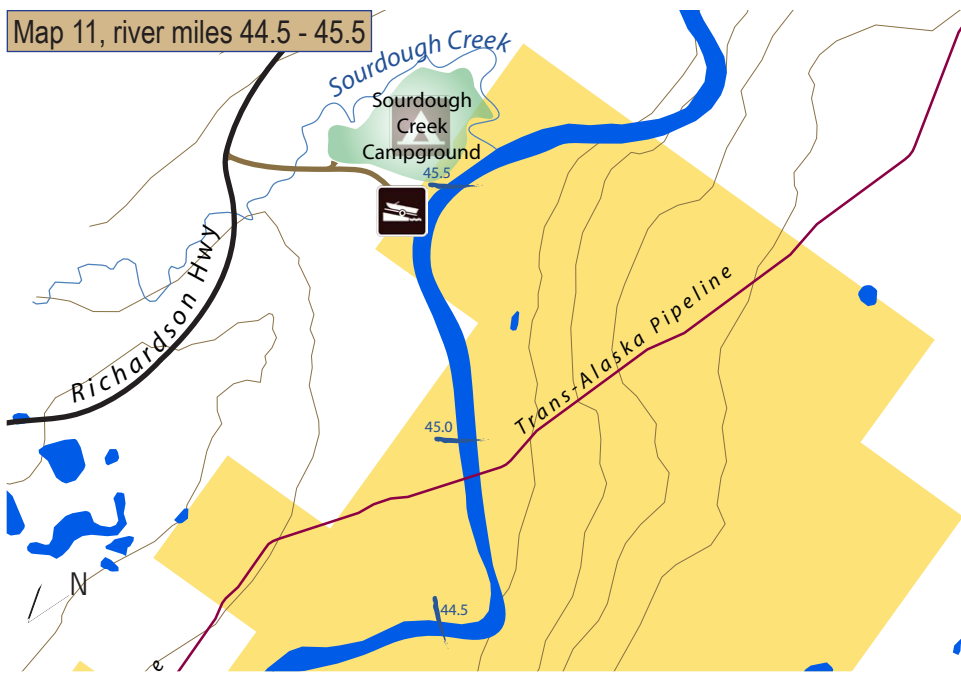 Map 11, river miles 44.5 - 45.5
Sourdough Creek
Sourdough
Creek
Campground
45.5
Richardson Hwy
Trans-Alaska Pipeline
45.0
N
44.5
e